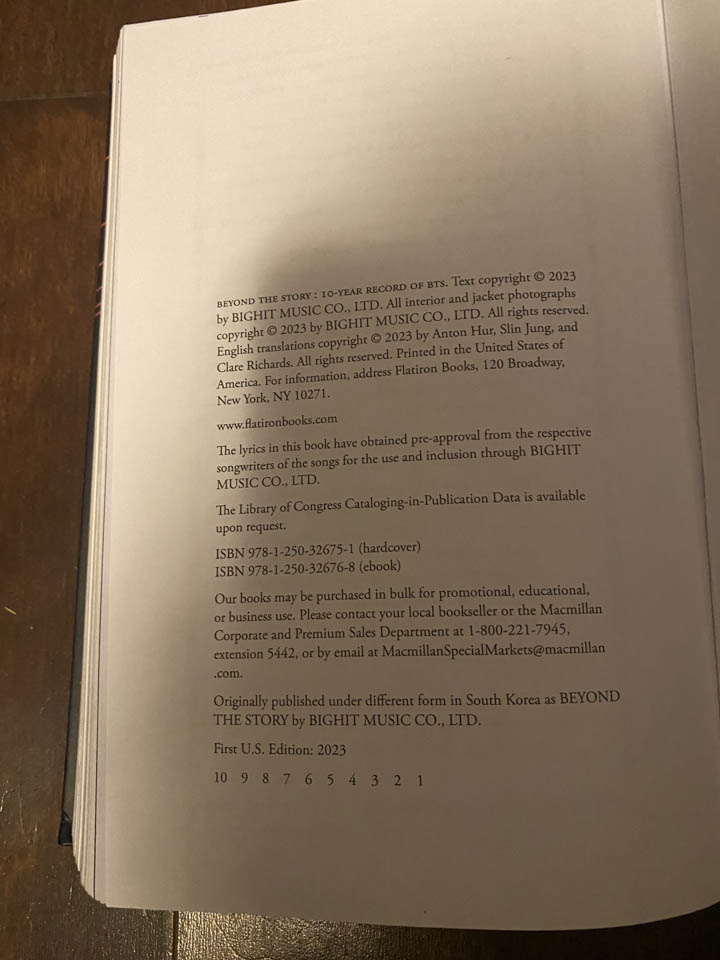 BEYOND THE STORY : 10-YEAR RECORD OF BTS. Text copyright © 2023
by BIGHIT MUSIC CO., LTD. All interior and jacket photographs
copyright © 2023 by BIGHIT MUSIC CO., LTD. All rights reserved.
English translations copyright © 2023 by Anton Hur, Slin Jung, and
Clare Richards. All rights reserved. Printed in the United States of
America. For information, address Flatiron Books, 120 Broadway,
New York, NY 10271.
www.flatironbooks.com
The lyrics in this book have obtained pre-approval from the respective
songwriters of the songs for the use and inclusion through BIGHIT
MUSIC CO., LTD.
The Library of Congress Cataloging-in-Publication Data is available
upon request.
ISBN 978-1-250-32675-1 (hardcover)
ISBN 978-1-250-32676-8 (ebook)
Our books may be purchased in bulk for promotional, educational,
or business use. Please contact your local bookseller or the Macmillan
Corporate and Premium Sales Department at 1-800-221-7945,
extension 5442, or by email at MacmillanSpecialMarkets@macmillan
.com.
Originally published under different form in South Korea as BEYOND
THE STORY by BIGHIT MUSIC CO., LTD.
First U.S. Edition: 2023
10 9 8 7 6 5 4 3 2 1